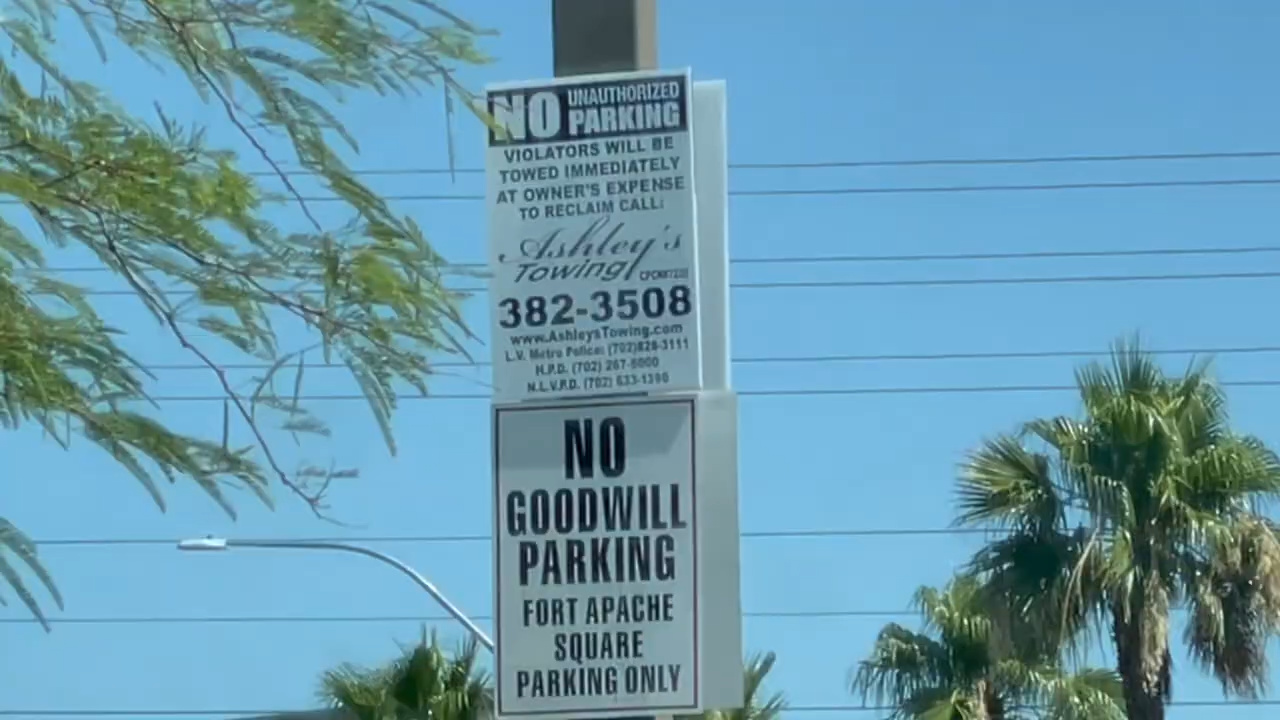 NO UNAUTHORIZED
PARKING
VIOLATORS WILL BE
TOWED IMMEDIATELY
AT OWNER'S EXPENSE
TO RECLAIM CALL:
Ashley's
Towing
382-3508
www.AshleysTowing.com
L.V. Metro Police: (702)828-3111
H.P.D. (702) 267-5000
N.L.V.P.D. (702) 633-1390
NO
GOODWILL
PARKING
FORT APACHE
SQUARE
PARKING ONLY